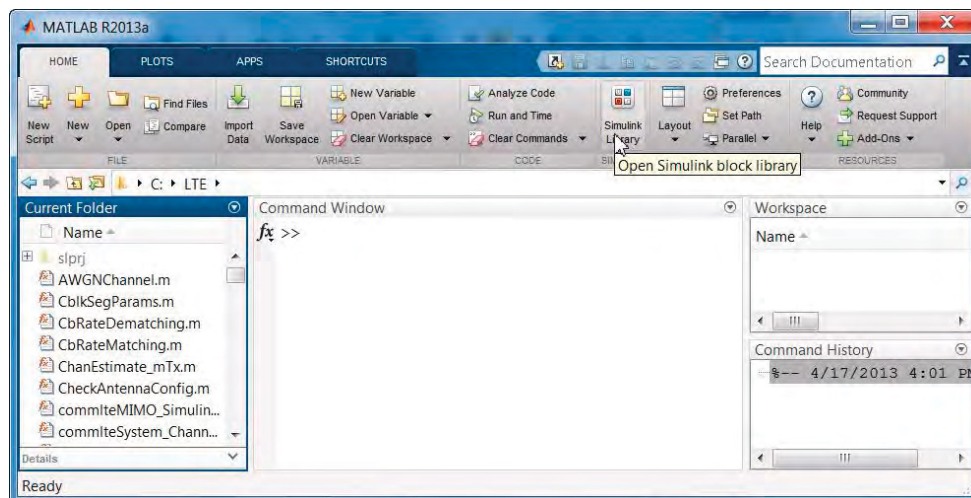 MATLAB R2013a
HOME PLOTS APPS SHORTCUTS Search Documentation
New Script
New
Open
Find Files
Compare
Import Data
Save Workspace
New Variable
Open Variable
Clear Workspace
Analyze Code
Run and Time
Clear Commands
Simulink Library
Layout
Preferences
Set Path
Parallel
Help
Community
Request Support
Add-Ons
FILE VARIABLE CODE RESOURCES
Open Simulink block library
C: LTE
Current Folder
Name
slprj
AWGNChannel.m
CblkSegParams.m
CbRateDematching.m
CbRateMatching.m
ChanEstimate_mTx.m
CheckAntennaConfig.m
commlteMIMO_Simulin...
commlteSystem_Chann...
Details
Command Window
fx >>
Workspace
Name
Command History
%-- 4/17/2013 4:01 PM
Ready